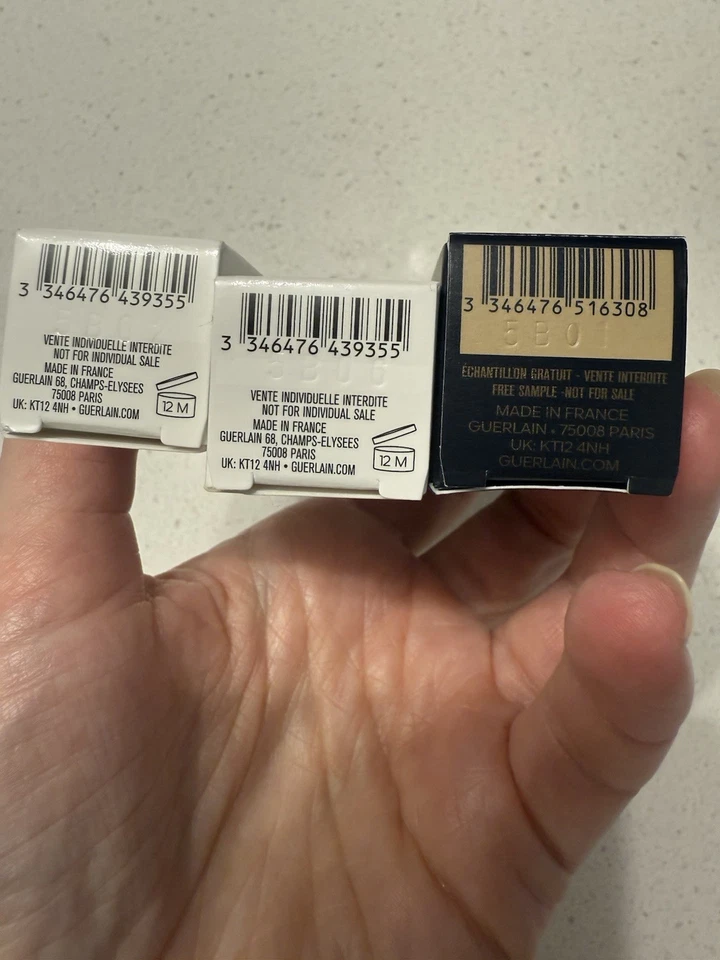 3 346476 439355
VENTE INDIVIDUELLE INTERDITE
NOT FOR INDIVIDUAL SALE
MADE IN FRANCE
GUERLAIN 68, CHAMPS-ELYSEES
75008 PARIS
UK: KT12 4NH • GUERLAIN.COM
12 M
3 346476 439355
VENTE INDIVIDUELLE INTERDITE
NOT FOR INDIVIDUAL SALE
MADE IN FRANCE
GUERLAIN 68, CHAMPS-ELYSEES
75008 PARIS
UK: KT12 4NH • GUERLAIN.COM
12 M
3 346476 516308
5B01
ÉCHANTILLON GRATUIT - VENTE INTERDITE
FREE SAMPLE -NOT FOR SALE
MADE IN FRANCE
GUERLAIN • 75008 PARIS
UK: KT12 4NH
GUERLAIN.COM